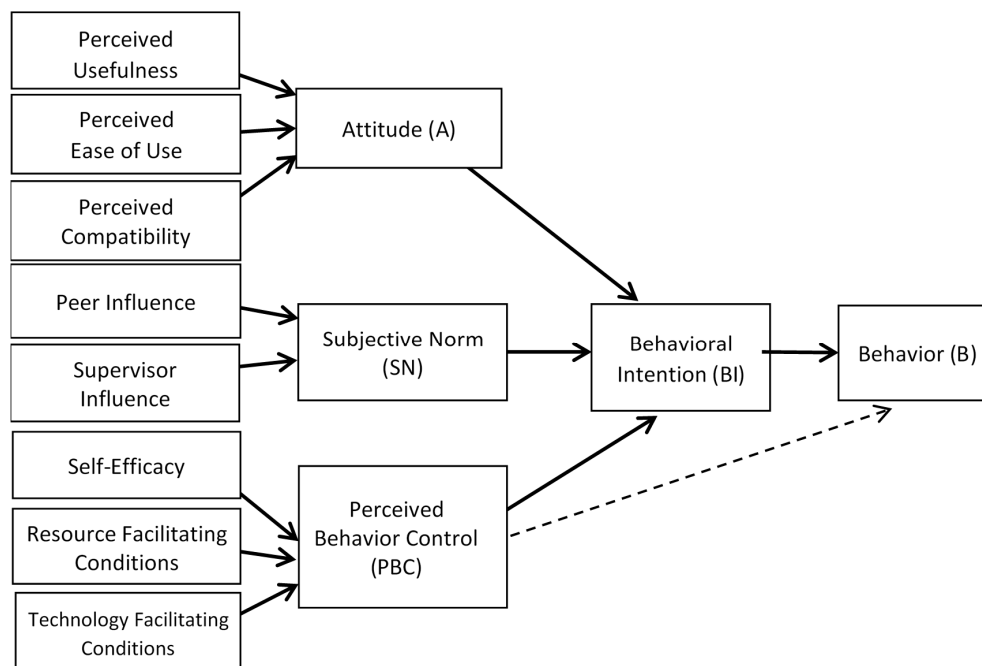 Perceived
Usefulness
Perceived
Ease of Use
Perceived
Compatibility
Peer Influence
Supervisor
Influence
Self-Efficacy
Resource Facilitating
Conditions
Technology Facilitating
Conditions
Attitude (A)
Subjective Norm
(SN)
Perceived
Behavior Control
(PBC)
Behavioral
Intention (BI)
Behavior (B)